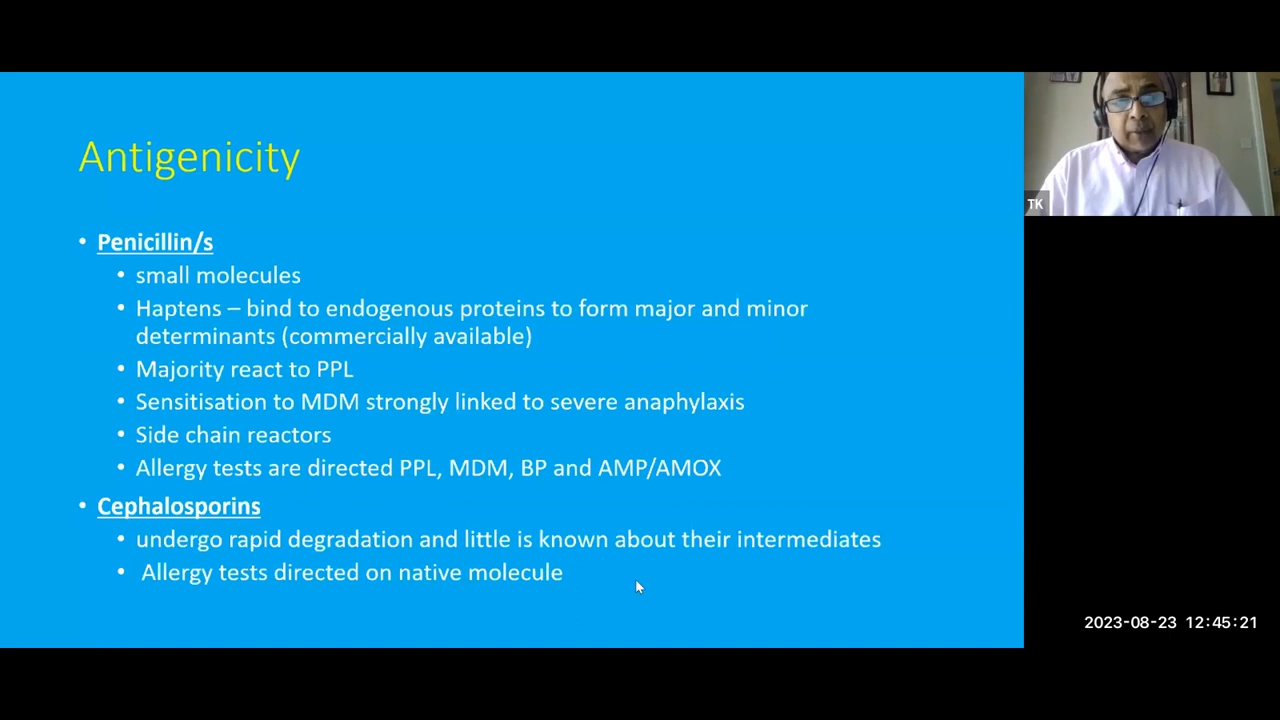 Antigenicity
• Penicillin/s
• small molecules
• Haptens – bind to endogenous proteins to form major and minor
determinants (commercially available)
• Majority react to PPL
• Sensitisation to MDM strongly linked to severe anaphylaxis
• Side chain reactors
• Allergy tests are directed PPL, MDM, BP and AMP/AMOX
• Cephalosporins
• undergo rapid degradation and little is known about their intermediates
• Allergy tests directed on native molecule
TK
2023-08-23 12:45:21